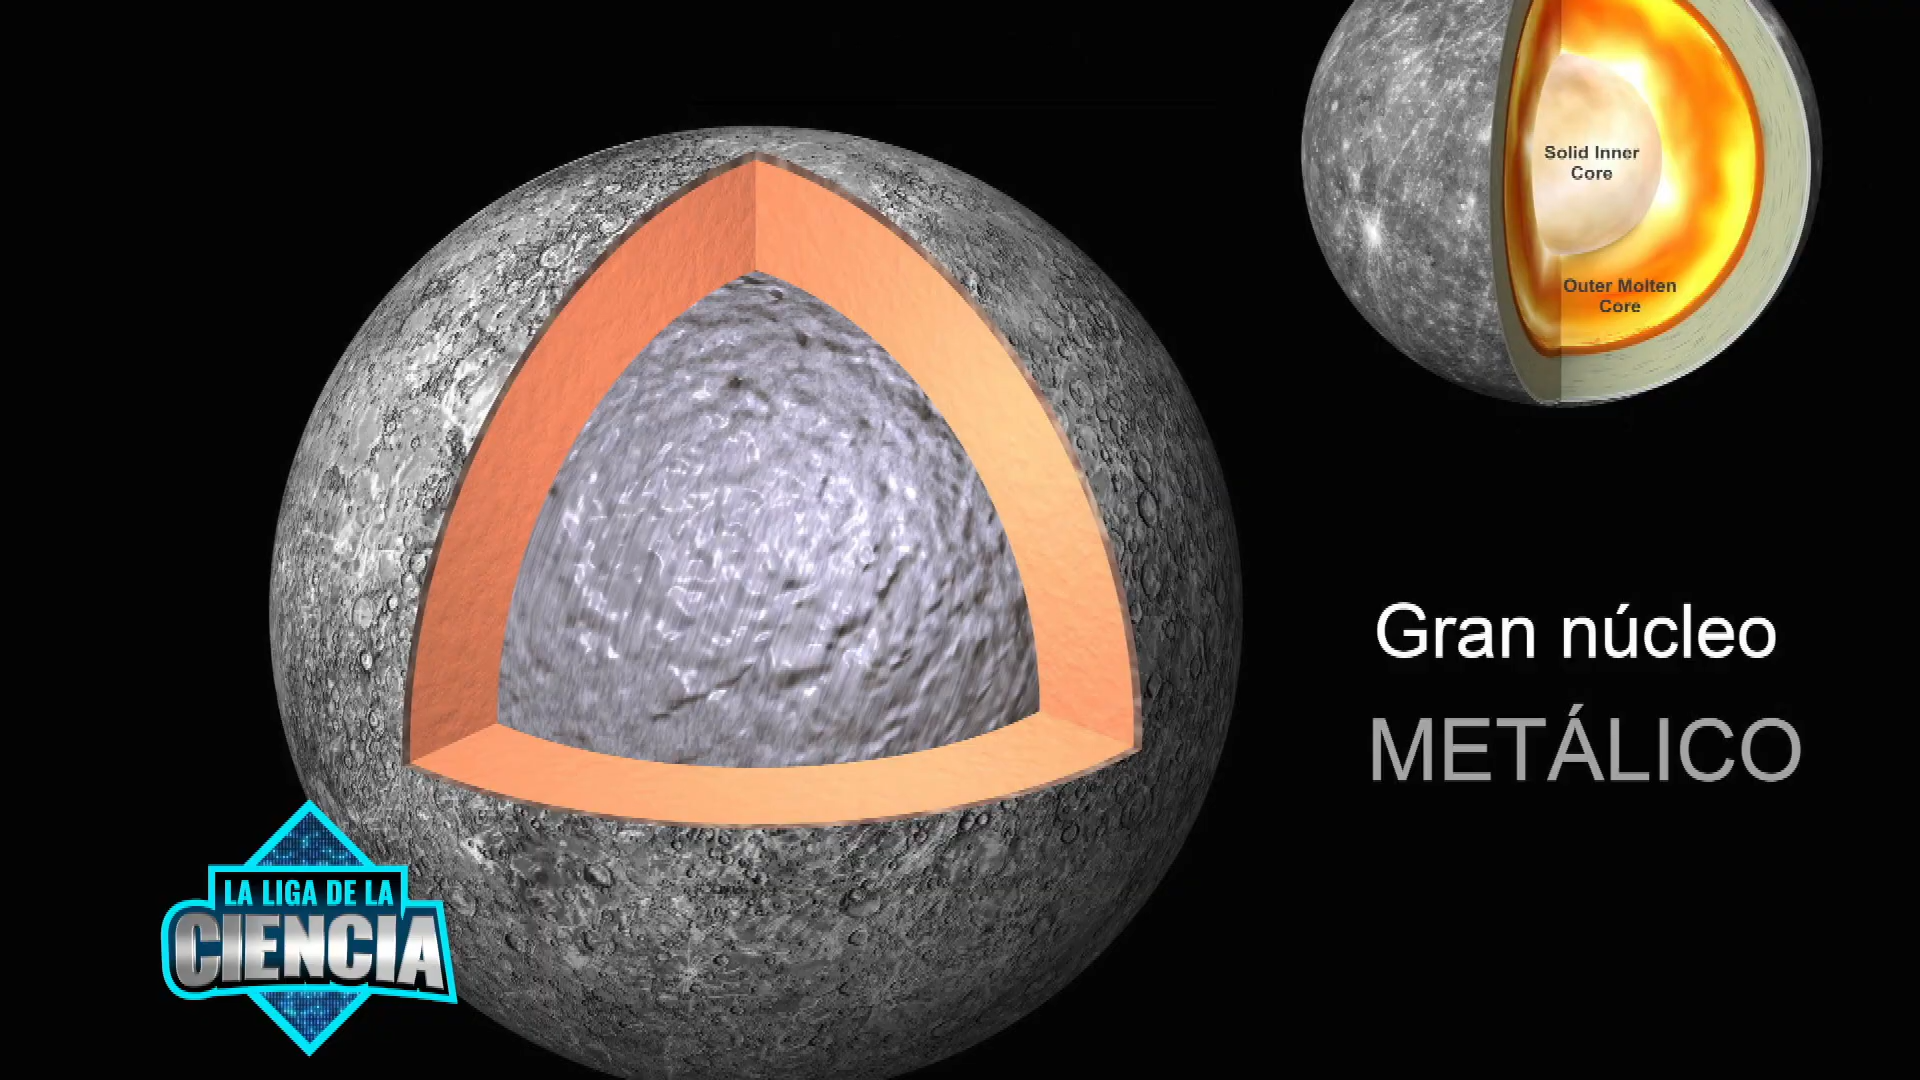 Solid Inner
Core
Outer Molten
Core
Gran núcleo
METÁLICO
LA LIGA DE LA
CIENCIA